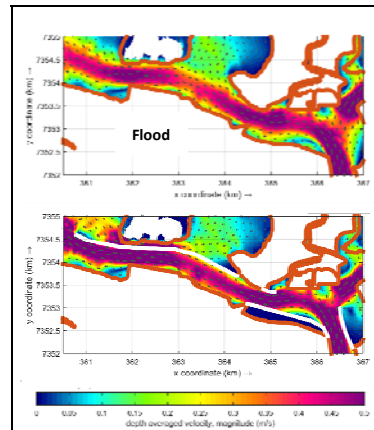 7355
7354.5
7354
7353.5
7353
7352.5
7352
y coordinate (km) →
Flood
361 362 363 364 365 366 367
x coordinate (km) →
7355
7354.5
7354
7353.5
7353
7352.5
7352
y coordinate (km) →
361 362 363 364 365 366 367
x coordinate (km) →
0 0.05 0.1 0.15 0.2 0.25 0.3 0.35 0.4 0.45 0.5
depth averaged velocity, magnitude (m/s)